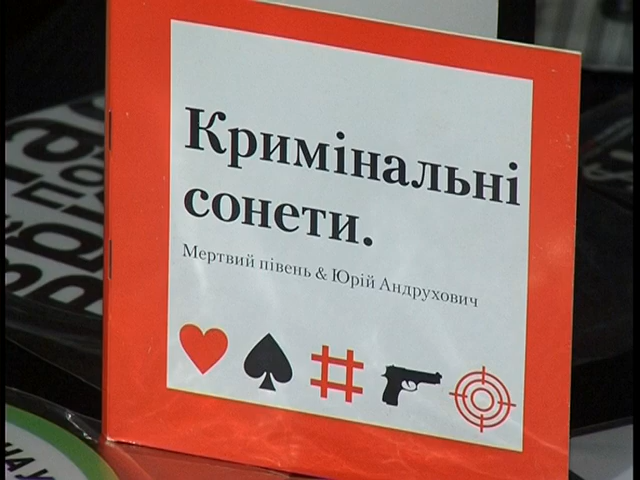 Кримінальні
сонети.
Мертвий півень & Юрій Андрухович